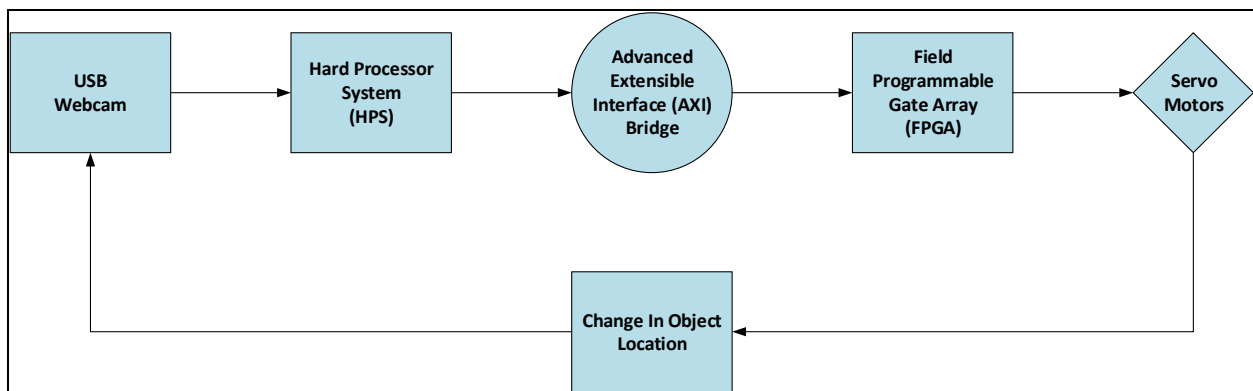 USB
Webcam
Hard Processor
System
(HPS)
Advanced
Extensible
Interface (AXI)
Bridge
Field
Programmable
Gate Array
(FPGA)
Servo
Motors
Change In Object
Location